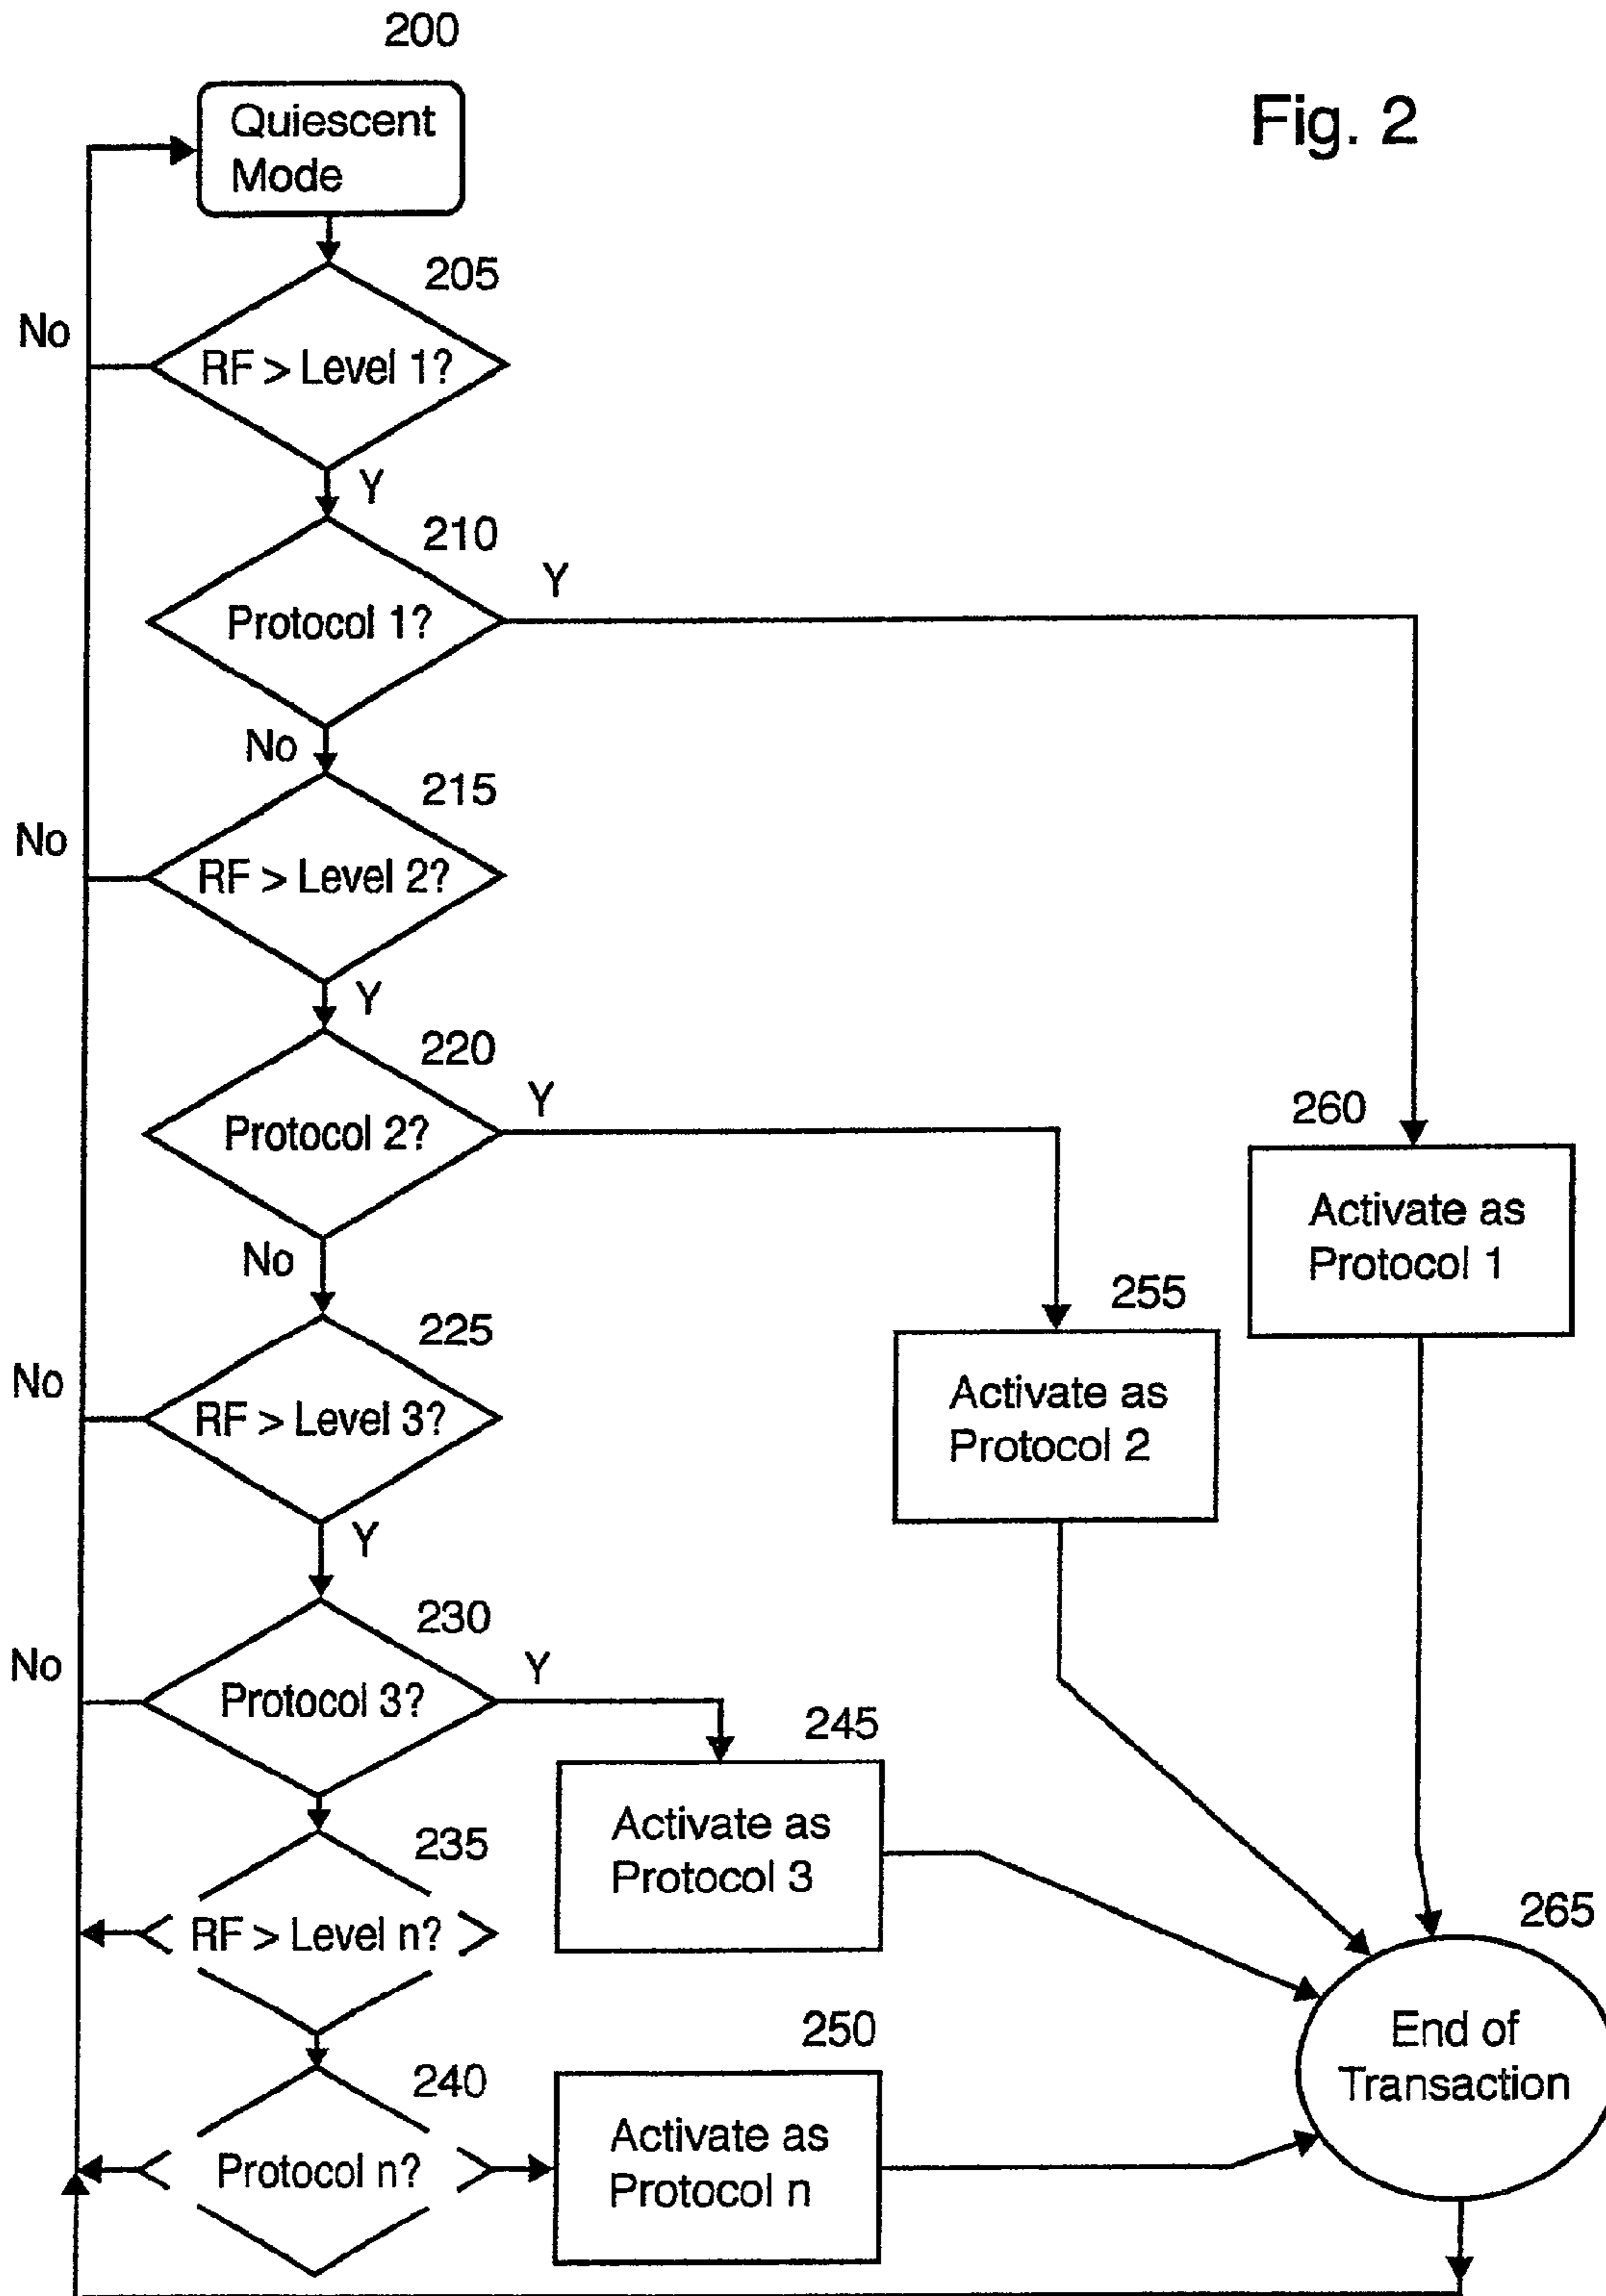 200
Fig. 2
Quiescent
Mode
205
No
RF > Level 1?
Y
210
Y
Protocol 1?
No
215
No
RF > Level 2?
Y
220
Y
Protocol 2?
260
Activate as
Protocol 1
No
255
225
No
RF > Level 3?
Activate as
Protocol 2
Y
230
No
Y
Protocol 3?
245
Activate as
Protocol 3
235
RF > Level n?
265
End of
Transaction
250
240
Protocol n?
Activate as
Protocol n